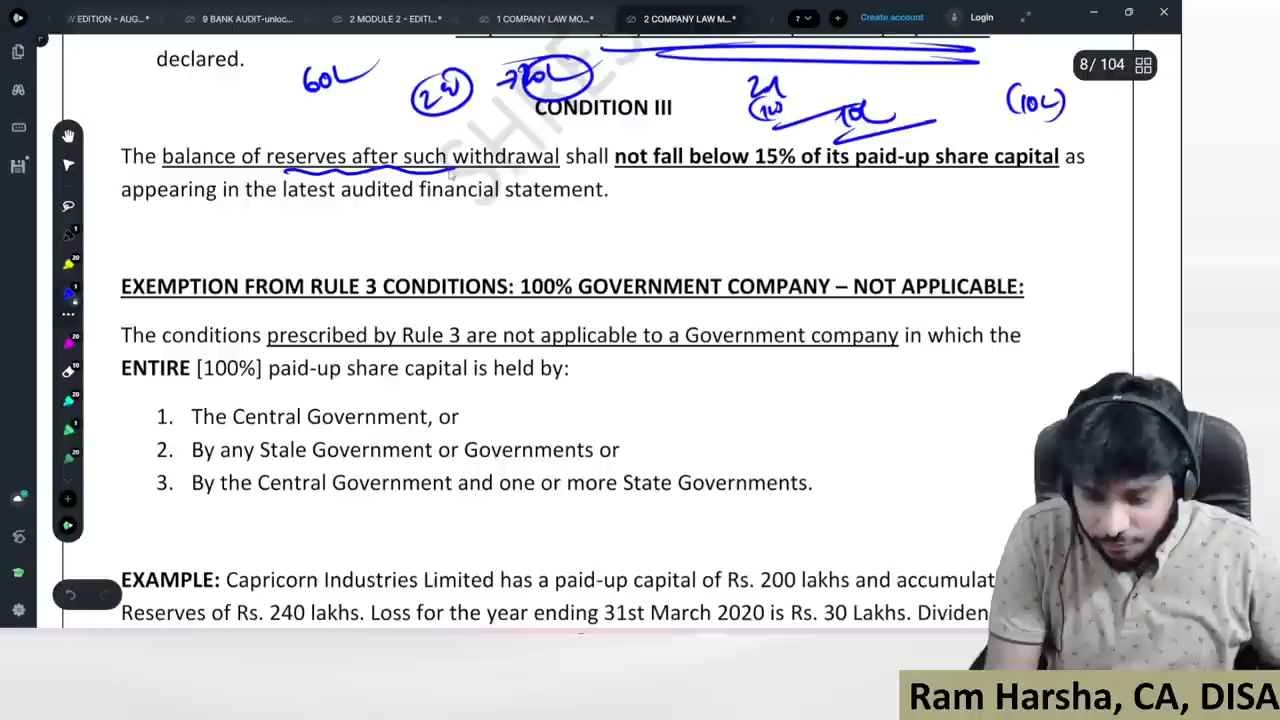 W EDITION - AUG...*
9 BANK AUDIT-unloc...
2 MODULE 2 - EDITI...*
1 COMPANY LAW MO...*
2 COMPANY LAW M...*
7
Create account
Login
declared.
8 / 104
60L
CONDITION III
(10L)
The balance of reserves after such withdrawal shall not fall below 15% of its paid-up share capital as
appearing in the latest audited financial statement.
EXEMPTION FROM RULE 3 CONDITIONS: 100% GOVERNMENT COMPANY – NOT APPLICABLE:
The conditions prescribed by Rule 3 are not applicable to a Government company in which the
ENTIRE [100%] paid-up share capital is held by:
1. The Central Government, or
2. By any Stale Government or Governments or
3. By the Central Government and one or more State Governments.
EXAMPLE: Capricorn Industries Limited has a paid-up capital of Rs. 200 lakhs and accumulat
Reserves of Rs. 240 lakhs. Loss for the year ending 31st March 2020 is Rs. 30 Lakhs. Dividen
Ram Harsha, CA, DISA